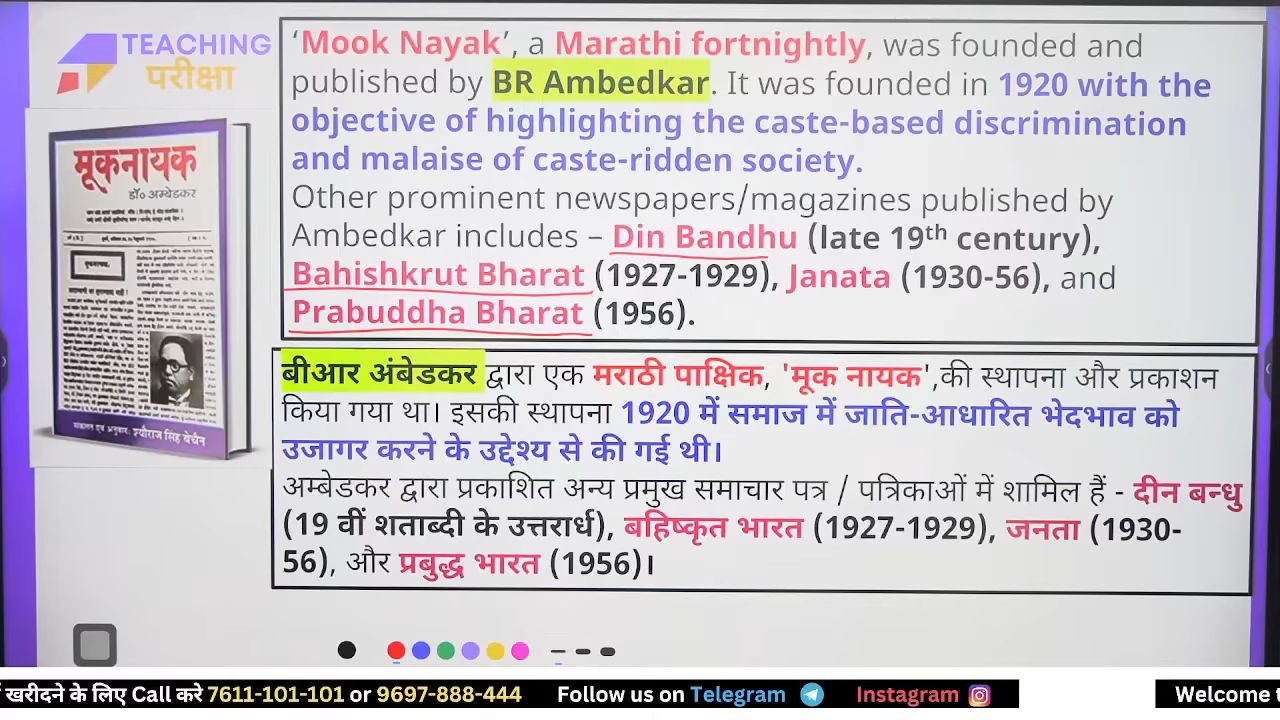 TEACHING
परीक्षा
‘Mook Nayak’, a Marathi fortnightly, was founded and
published by BR Ambedkar. It was founded in 1920 with the
objective of highlighting the caste-based discrimination
and malaise of caste-ridden society.
Other prominent newspapers/magazines published by
Ambedkar includes – Din Bandhu (late 19th century),
Bahishkrut Bharat (1927-1929), Janata (1930-56), and
Prabuddha Bharat (1956).
मूकनायक
डॉ० अम्बेडकर
श्यौराज सिंह बेचैन
बीआर अंबेडकर द्वारा एक मराठी पाक्षिक, 'मूक नायक',की स्थापना और प्रकाशन
किया गया था। इसकी स्थापना 1920 में समाज में जाति-आधारित भेदभाव को
उजागर करने के उद्देश्य से की गई थी।
अम्बेडकर द्वारा प्रकाशित अन्य प्रमुख समाचार पत्र / पत्रिकाओं में शामिल हैं - दीन बन्धु
(19 वीं शताब्दी के उत्तरार्ध), बहिष्कृत भारत (1927-1929), जनता (1930-
56), और प्रबुद्ध भारत (1956)।
खरीदने के लिए Call करे 7611-101-101 or 9697-888-444 Follow us on Telegram Instagram Welcome